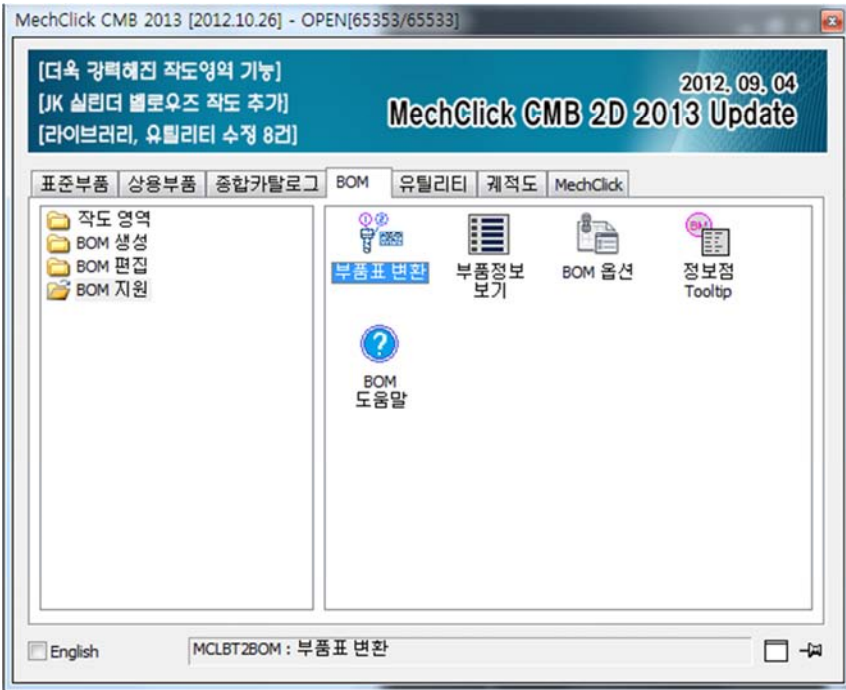 MechClick CMB 2013 [2012.10.26] - OPEN[65353/65533]
[더욱 강력해진 작도영역 기능]
[JK 실린더 벨로우즈 작도 추가]
[라이브러리, 유틸리티 수정 8건]
2012. 09. 04
MechClick CMB 2D 2013 Update
표준부품 상용부품 종합카탈로그 BOM 유틸리티 궤적도 MechClick
작도 영역
BOM 생성
BOM 편집
BOM 지원
부품표 변환
부품정보
보기
BOM 옵션
BM
정보점
Tooltip
?
BOM
도움말
English
MCLBT2BOM : 부품표 변환